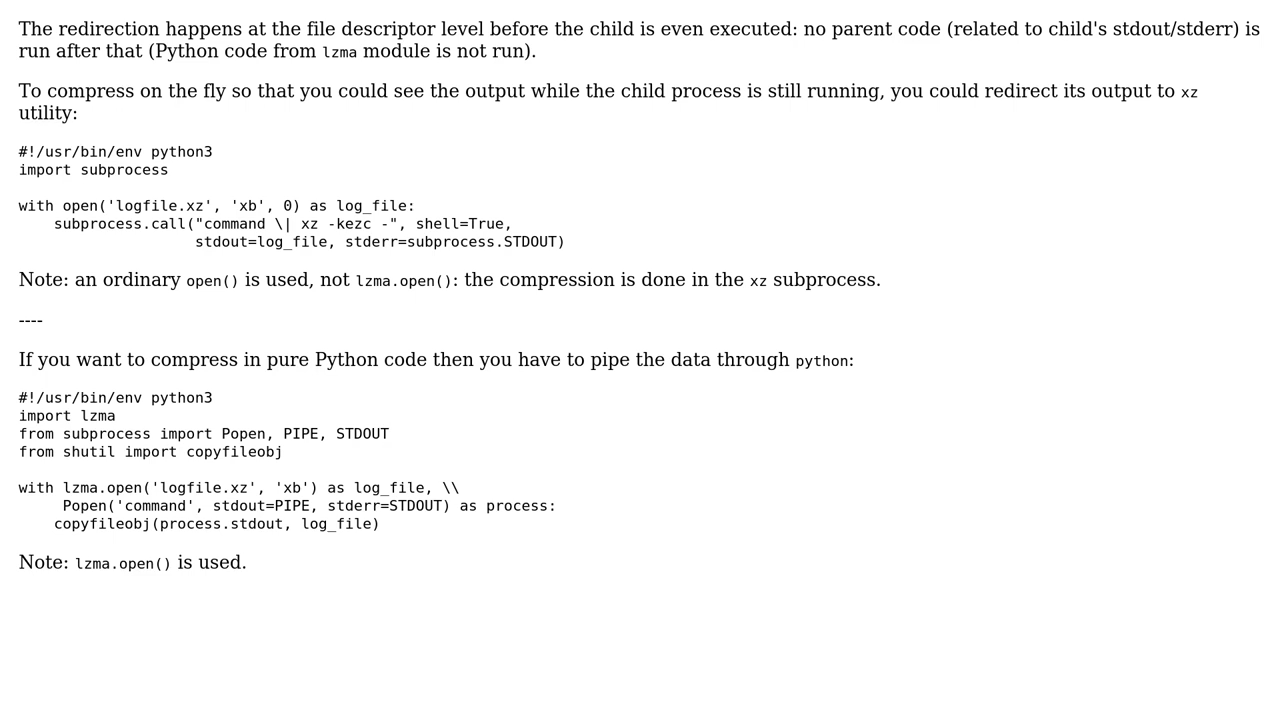 The redirection happens at the file descriptor level before the child is even executed: no parent code (related to child's stdout/stderr) is
run after that (Python code from lzma module is not run).
To compress on the fly so that you could see the output while the child process is still running, you could redirect its output to xz
utility:
#!/usr/bin/env python3
import subprocess
with open('logfile.xz', 'xb', 0) as log_file:
    subprocess.call("command \| xz -kezc -", shell=True,
                    stdout=log_file, stderr=subprocess.STDOUT)
Note: an ordinary open() is used, not lzma.open(): the compression is done in the xz subprocess.
----
If you want to compress in pure Python code then you have to pipe the data through python:
#!/usr/bin/env python3
import lzma
from subprocess import Popen, PIPE, STDOUT
from shutil import copyfileobj
with lzma.open('logfile.xz', 'xb') as log_file, \\
     Popen('command', stdout=PIPE, stderr=STDOUT) as process:
    copyfileobj(process.stdout, log_file)
Note: lzma.open() is used.